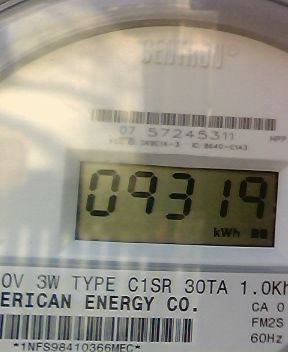 CENTRON®
07 57245311
09319
kWh
0V 3W TYPE C1SR 30TA 1.0Kh
ERICAN ENERGY CO.
CA 0
FM2S
60Hz
*1NFS98410366MEC*